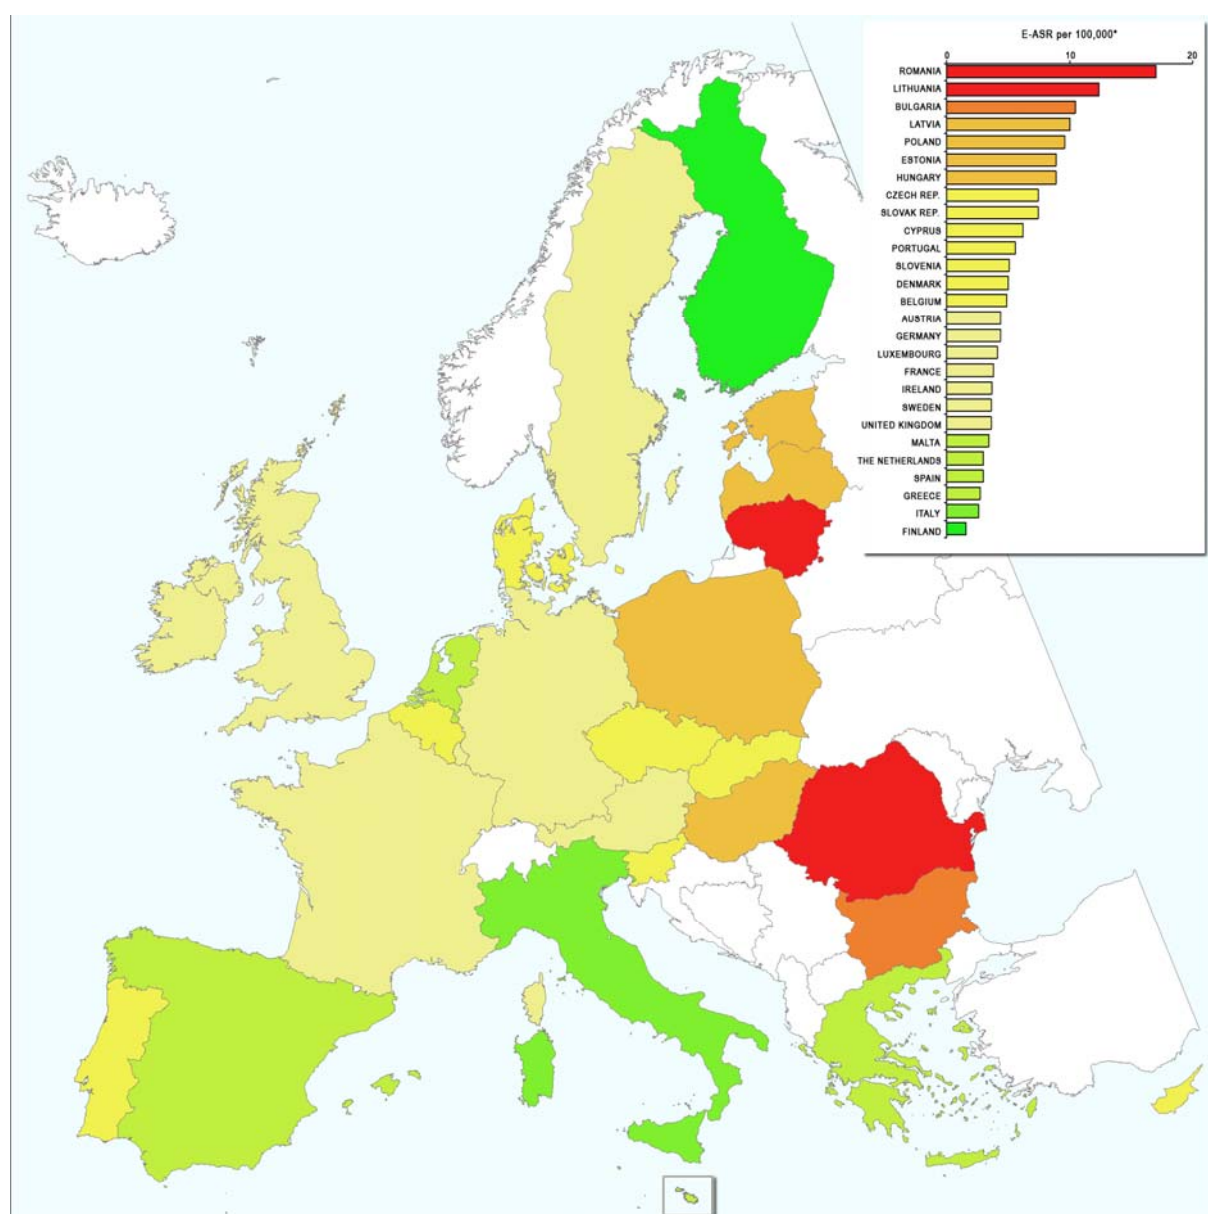 E-ASR per 100,000*
0 10 20
ROMANIA
LITHUANIA
BULGARIA
LATVIA
POLAND
ESTONIA
HUNGARY
CZECH REP.
SLOVAK REP.
CYPRUS
PORTUGAL
SLOVENIA
DENMARK
BELGIUM
AUSTRIA
GERMANY
LUXEMBOURG
FRANCE
IRELAND
SWEDEN
UNITED KINGDOM
MALTA
THE NETHERLANDS
SPAIN
GREECE
ITALY
FINLAND